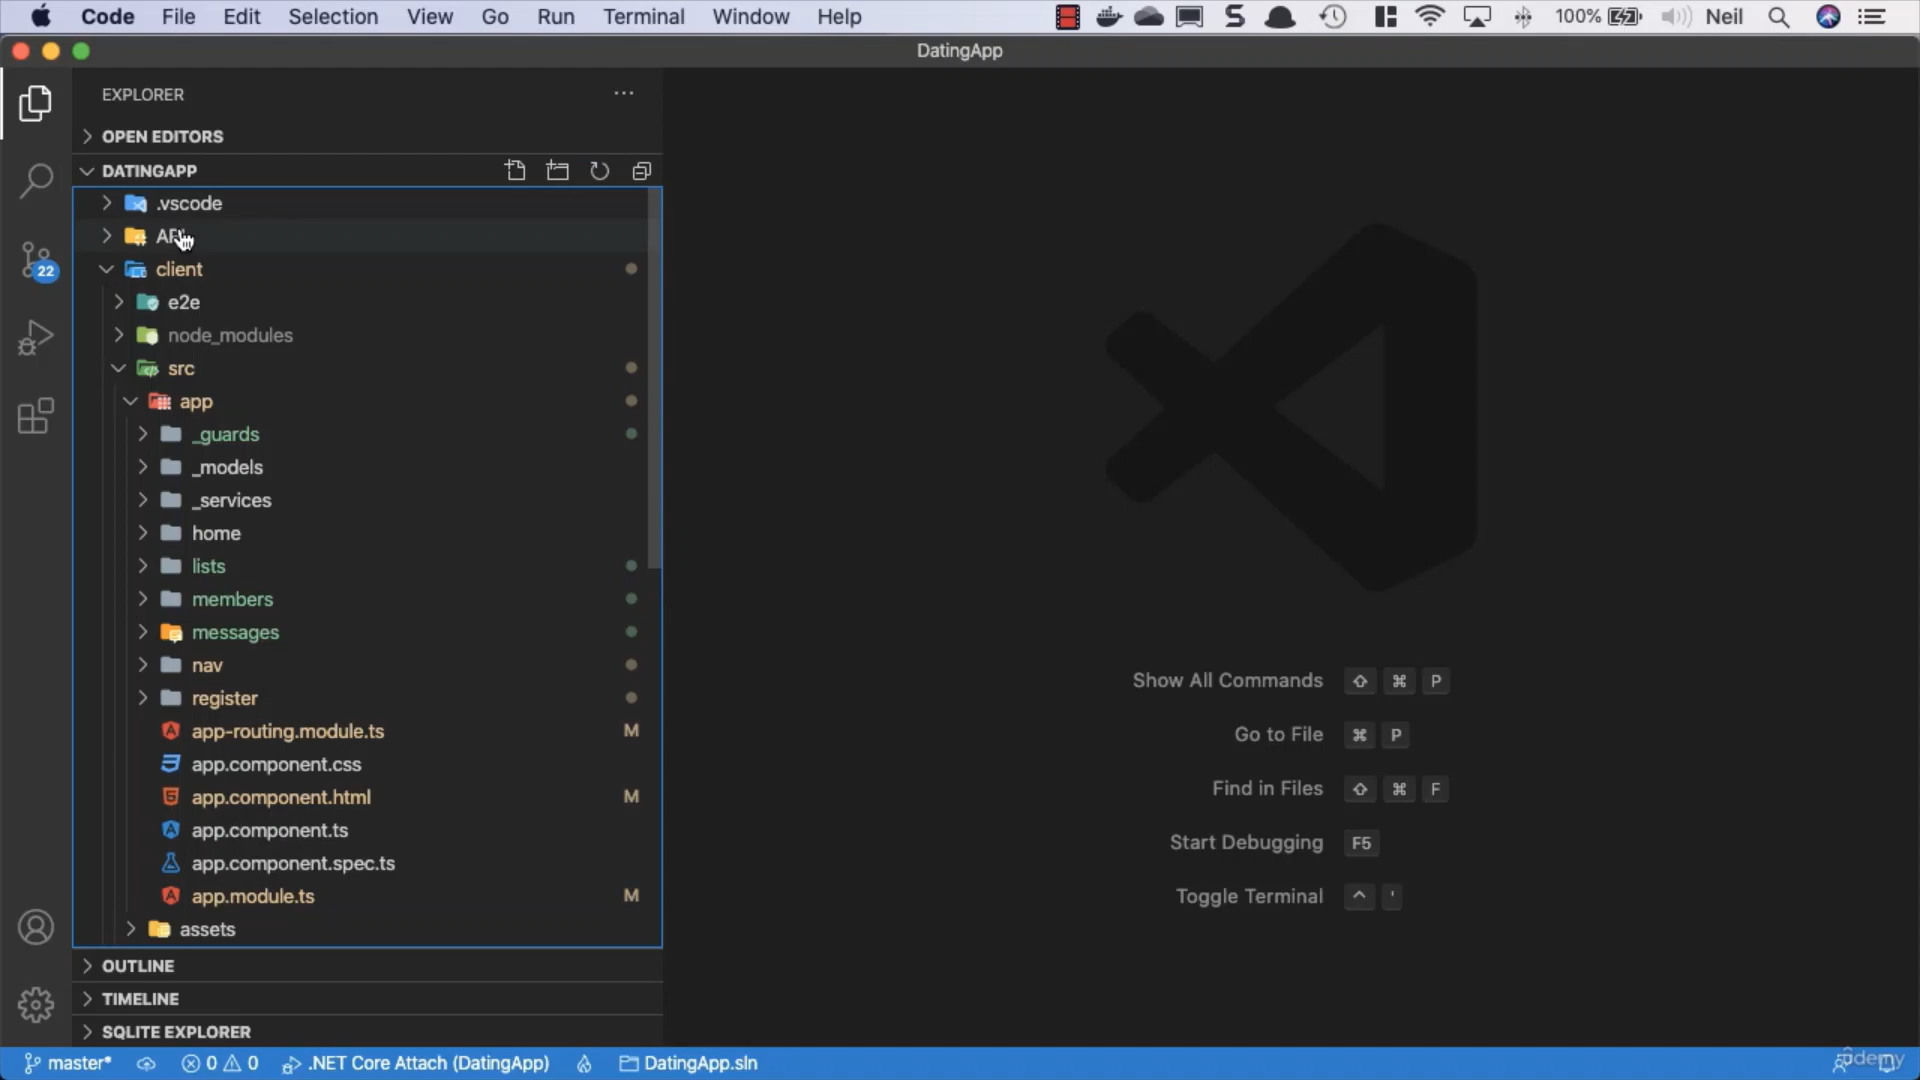 Code File Edit Selection View Go Run Terminal Window Help 100% Neil
DatingApp
EXPLORER
OPEN EDITORS
DATINGAPP
.vscode
API
client
22
e2e
node_modules
src
app
_guards
_models
_services
home
lists
members
messages
nav
register
app-routing.module.ts M
app.component.css
app.component.html M
app.component.ts
app.component.spec.ts
app.module.ts M
assets
OUTLINE
TIMELINE
SQLITE EXPLORER
Show All Commands ⇧ ⌘ P
Go to File ⌘ P
Find in Files ⇧ ⌘ F
Start Debugging F5
Toggle Terminal ^ '
master* 0 0 .NET Core Attach (DatingApp) DatingApp.sln
ûdemy